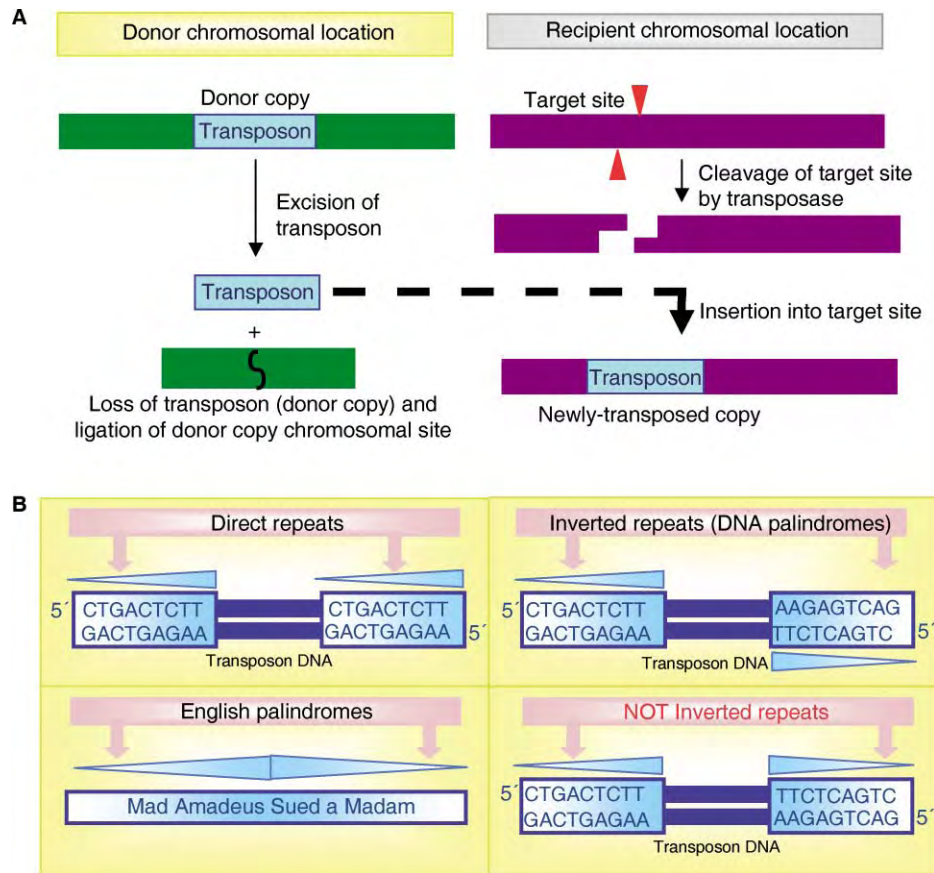 A
Donor chromosomal location
Recipient chromosomal location
Donor copy
Transposon
Target site
Excision of
transposon
Cleavage of target site
by transposase
Transposon
+
Insertion into target site
Loss of transposon (donor copy) and
ligation of donor copy chromosomal site
Transposon
Newly-transposed copy
B
Direct repeats
5´ CTGACTCTT CTGACTCTT
GACTGAGAA GACTGAGAA 5´
Transposon DNA
Inverted repeats (DNA palindromes)
5´ CTGACTCTT AAGAGTCAG
GACTGAGAA TTCTCAGTC 5´
Transposon DNA
English palindromes
Mad Amadeus Sued a Madam
NOT Inverted repeats
5´ CTGACTCTT TTCTCAGTC
GACTGAGAA AAGAGTCAG 5´
Transposon DNA